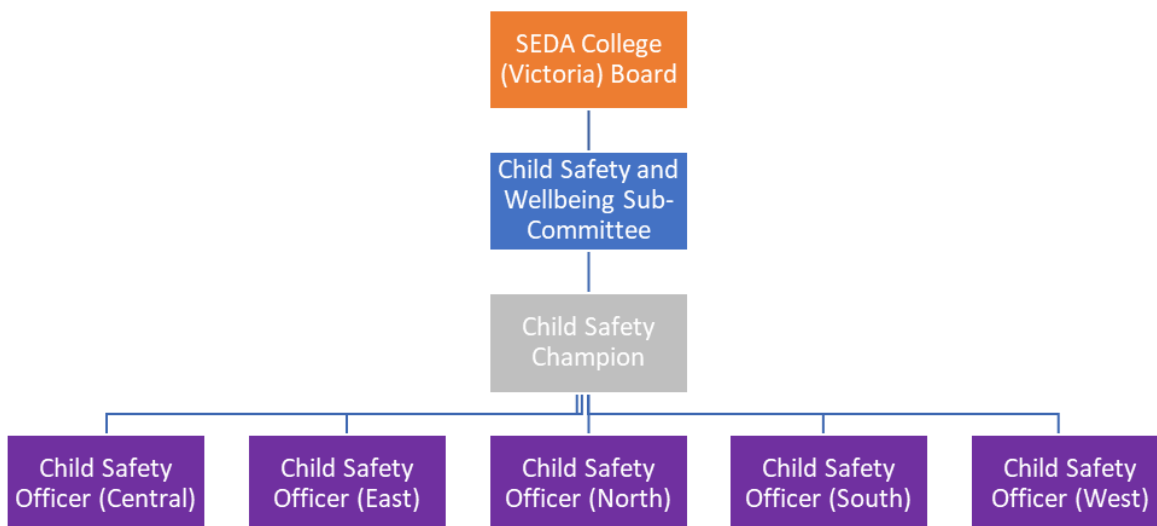 SEDA College
(Victoria) Board
Child Safety and
Wellbeing Sub-
Committee
Child Safety
Champion
Child Safety
Officer (Central)
Child Safety
Officer (East)
Child Safety
Officer (North)
Child Safety
Officer (South)
Child Safety
Officer (West)